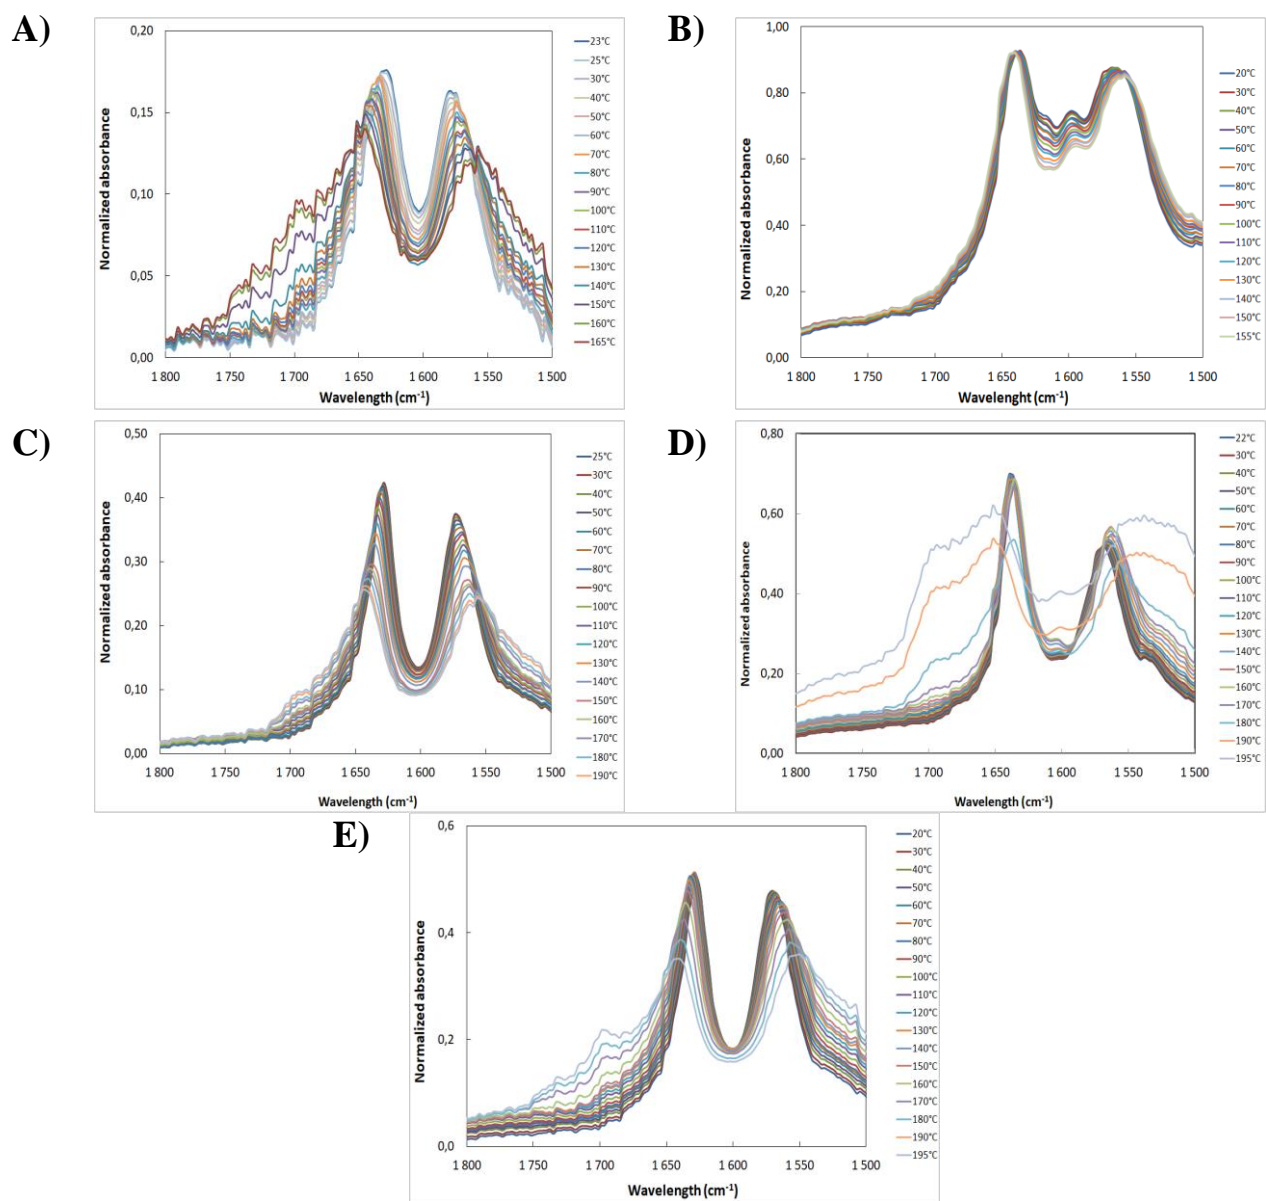 A)
0,20
0,15
0,10
0,05
0,00
Normalized absorbance
1 800
1 750
1 700
1 650
1 600
1 550
1 500
Wavelength (cm-1)
23°C
25°C
30°C
40°C
50°C
60°C
70°C
80°C
90°C
100°C
110°C
120°C
130°C
140°C
150°C
160°C
165°C
B)
1,00
0,80
0,60
0,40
0,20
0,00
Normalized absorbance
1 800
1 750
1 700
1 650
1 600
1 550
1 500
Wavelenght (cm-1)
20°C
30°C
40°C
50°C
60°C
70°C
80°C
90°C
100°C
110°C
120°C
130°C
140°C
150°C
155°C
C)
0,50
0,40
0,30
0,20
0,10
0,00
Normalized absorbance
1 800
1 750
1 700
1 650
1 600
1 550
1 500
Wavelength (cm-1)
25°C
30°C
40°C
50°C
60°C
70°C
80°C
90°C
100°C
110°C
120°C
130°C
140°C
150°C
160°C
170°C
180°C
190°C
D)
0,80
0,60
0,40
0,20
0,00
Normalized absorbance
1 800
1 750
1 700
1 650
1 600
1 550
1 500
Wavelength (cm-1)
22°C
30°C
40°C
50°C
60°C
70°C
80°C
90°C
100°C
110°C
120°C
130°C
140°C
150°C
160°C
170°C
180°C
190°C
195°C
E)
0,6
0,4
0,2
0,0
Normalized absorbance
1 800
1 750
1 700
1 650
1 600
1 550
1 500
Wavelength (cm-1)
20°C
30°C
40°C
50°C
60°C
70°C
80°C
90°C
100°C
110°C
120°C
130°C
140°C
150°C
160°C
170°C
180°C
190°C
195°C